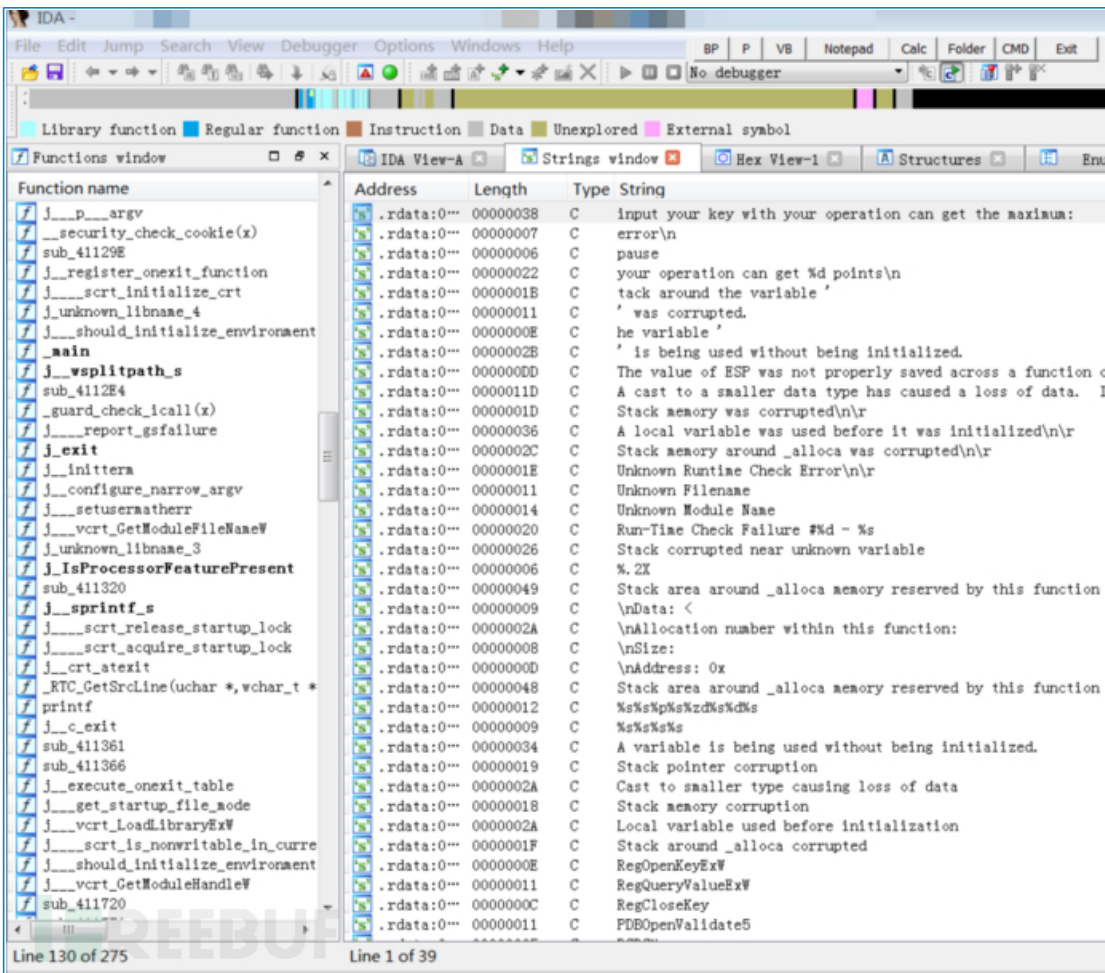 IDA -
File Edit Jump Search View Debugger Options Windows Help
BP P VB Notepad Calc Folder CMD Exit
No debugger
Library function Regular function Instruction Data Unexplored External symbol
Functions window
IDA View-A Strings window Hex View-1 Structures Enu
Function name
j___p___argv
__security_check_cookie(x)
sub_41129E
j__register_onexit_function
j____scrt_initialize_crt
j_unknown_libname_4
j___should_initialize_environment
_main
j__wsplitpath_s
sub_4112E4
_guard_check_icall(x)
j____report_gsfailure
j_exit
j__initterm
j__configure_narrow_argv
j___setusermatherr
j___vcrt_GetModuleFileNameW
j_unknown_libname_3
j_IsProcessorFeaturePresent
sub_411320
j__sprintf_s
j____scrt_release_startup_lock
j____scrt_acquire_startup_lock
j__crt_atexit
_RTC_GetSrcLine(uchar *,wchar_t *
printf
j__c_exit
sub_411361
sub_411366
j__execute_onexit_table
j___get_startup_file_mode
j___vcrt_LoadLibraryExW
j____scrt_is_nonwritable_in_curre
j___should_initialize_environment
j___vcrt_GetModuleHandleW
sub_411720
Line 130 of 275
Address Length Type String
.rdata:0… 00000038 C input your key with your operation can get the maximum:
.rdata:0… 00000007 C error\n
.rdata:0… 00000006 C pause
.rdata:0… 00000022 C your operation can get %d points\n
.rdata:0… 0000001B C tack around the variable '
.rdata:0… 00000011 C ' was corrupted.
.rdata:0… 0000000E C he variable '
.rdata:0… 0000002B C ' is being used without being initialized.
.rdata:0… 000000DD C The value of ESP was not properly saved across a function c
.rdata:0… 0000011D C A cast to a smaller data type has caused a loss of data. I
.rdata:0… 0000001D C Stack memory was corrupted\n\r
.rdata:0… 00000036 C A local variable was used before it was initialized\n\r
.rdata:0… 0000002C C Stack memory around _alloca was corrupted\n\r
.rdata:0… 0000001E C Unknown Runtime Check Error\n\r
.rdata:0… 00000011 C Unknown Filename
.rdata:0… 00000014 C Unknown Module Name
.rdata:0… 00000020 C Run-Time Check Failure #%d - %s
.rdata:0… 00000026 C Stack corrupted near unknown variable
.rdata:0… 00000006 C %.2X
.rdata:0… 00000049 C Stack area around _alloca memory reserved by this function
.rdata:0… 00000009 C \nData: <
.rdata:0… 0000002A C \nAllocation number within this function:
.rdata:0… 00000008 C \nSize:
.rdata:0… 0000000D C \nAddress: 0x
.rdata:0… 00000048 C Stack area around _alloca memory reserved by this function
.rdata:0… 00000012 C %s%s%p%s%zd%s%d%s
.rdata:0… 00000009 C %s%s%s%s
.rdata:0… 00000034 C A variable is being used without being initialized.
.rdata:0… 00000019 C Stack pointer corruption
.rdata:0… 0000002A C Cast to smaller type causing loss of data
.rdata:0… 00000018 C Stack memory corruption
.rdata:0… 0000002A C Local variable used before initialization
.rdata:0… 0000001F C Stack around _alloca corrupted
.rdata:0… 0000000E C RegOpenKeyExW
.rdata:0… 00000011 C RegQueryValueExW
.rdata:0… 0000000C C RegCloseKey
.rdata:0… 00000011 C PDBOpenValidate5
Line 1 of 39
FREEBUF